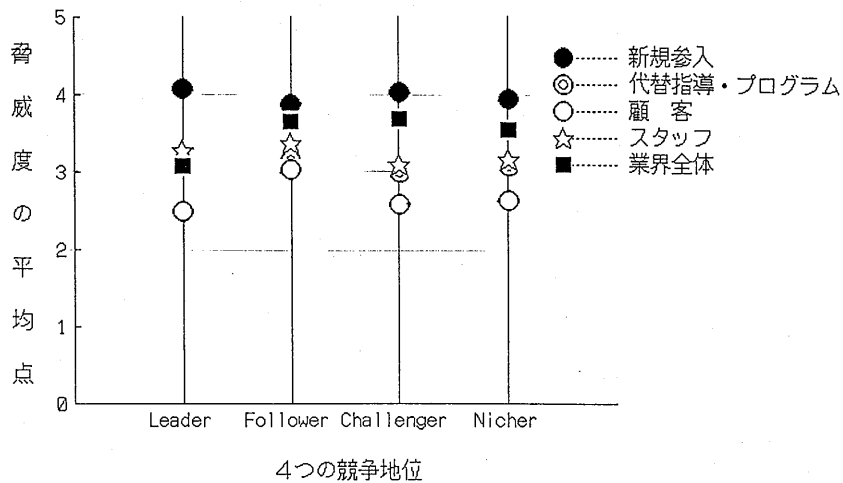 脅威度の平均点
5
4
3
2
1
0
Leader Follower Challenger Nicher
4つの競争地位
新規参入
代替指導・プログラム
顧 客
スタッフ
業界全体